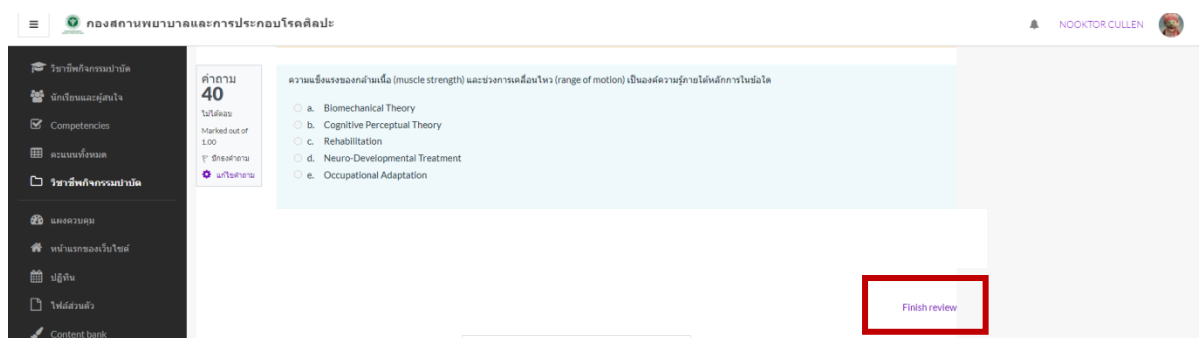 กองสถานพยาบาลและการประกอบโรคศิลปะ
NOOKTOR CULLEN
วิชาชีพกิจกรรมบำบัด
นักเรียนและผู้สนใจ
Competencies
คะแนนทั้งหมด
วิชาชีพกิจกรรมบำบัด
แผงควบคุม
หน้าแรกของเว็บไซต์
ปฏิทิน
ไฟล์ส่วนตัว
Content bank
คำถาม
40
ไม่ได้ตอบ
Marked out of
1.00
ปักธงคำถาม
แก้ไขคำถาม
ความแข็งแรงของกล้ามเนื้อ (muscle strength) และช่วงการเคลื่อนไหว (range of motion) เป็นองค์ความรู้ภายใต้หลักการในข้อใด
a. Biomechanical Theory
b. Cognitive Perceptual Theory
c. Rehabilitation
d. Neuro-Developmental Treatment
e. Occupational Adaptation
Finish review